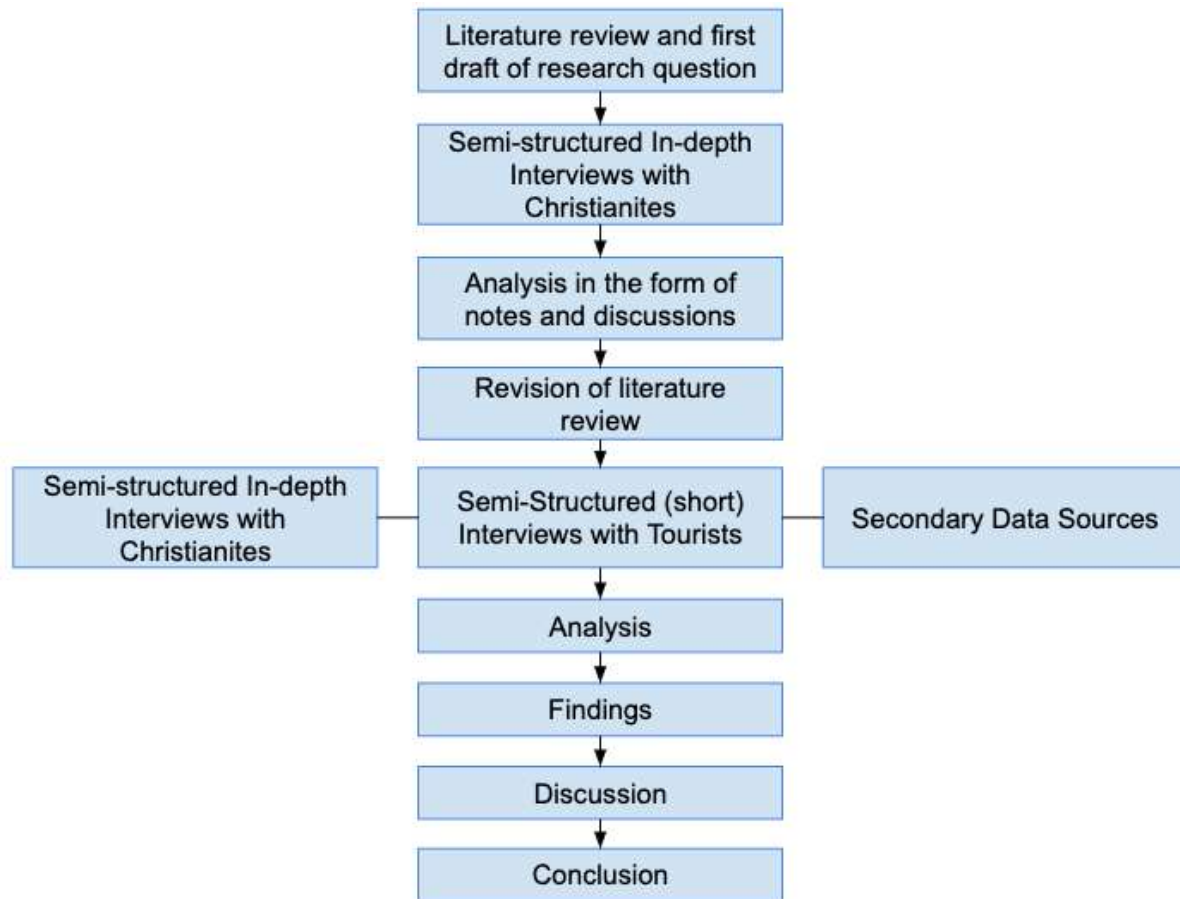 Literature review and first
draft of research question
Semi-structured In-depth
Interviews with
Christianites
Analysis in the form of
notes and discussions
Revision of literature
review
Semi-structured In-depth
Interviews with
Christianites
Semi-Structured (short)
Interviews with Tourists
Secondary Data Sources
Analysis
Findings
Discussion
Conclusion